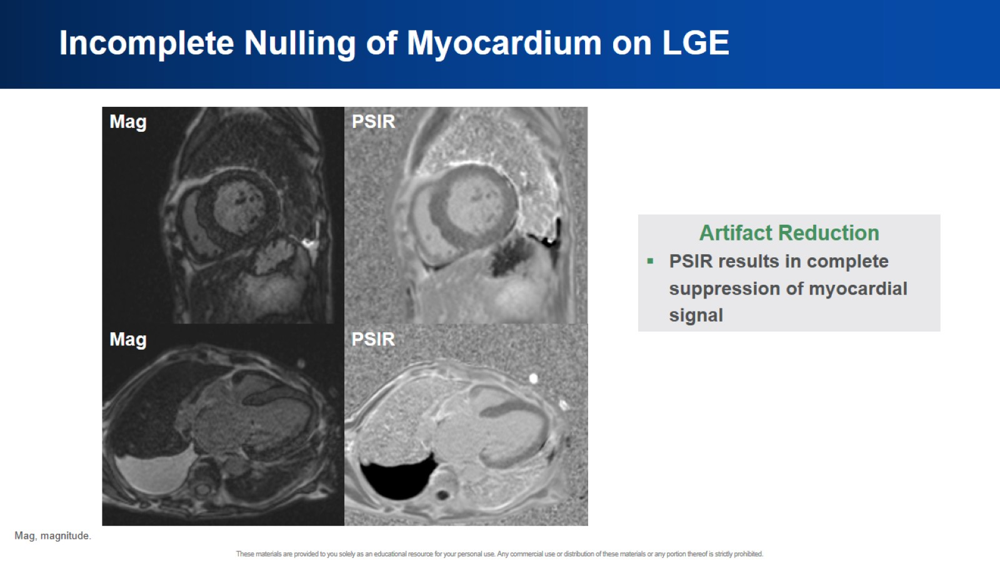 Incomplete Nulling of Myocardium on LGE
Mag
PSIR
Mag
PSIR
Artifact Reduction
▪ PSIR results in complete
suppression of myocardial
signal
Mag, magnitude.
These materials are provided to you solely as an educational resource for your personal use. Any commercial use or distribution of these materials or any portion thereof is strictly prohibited.